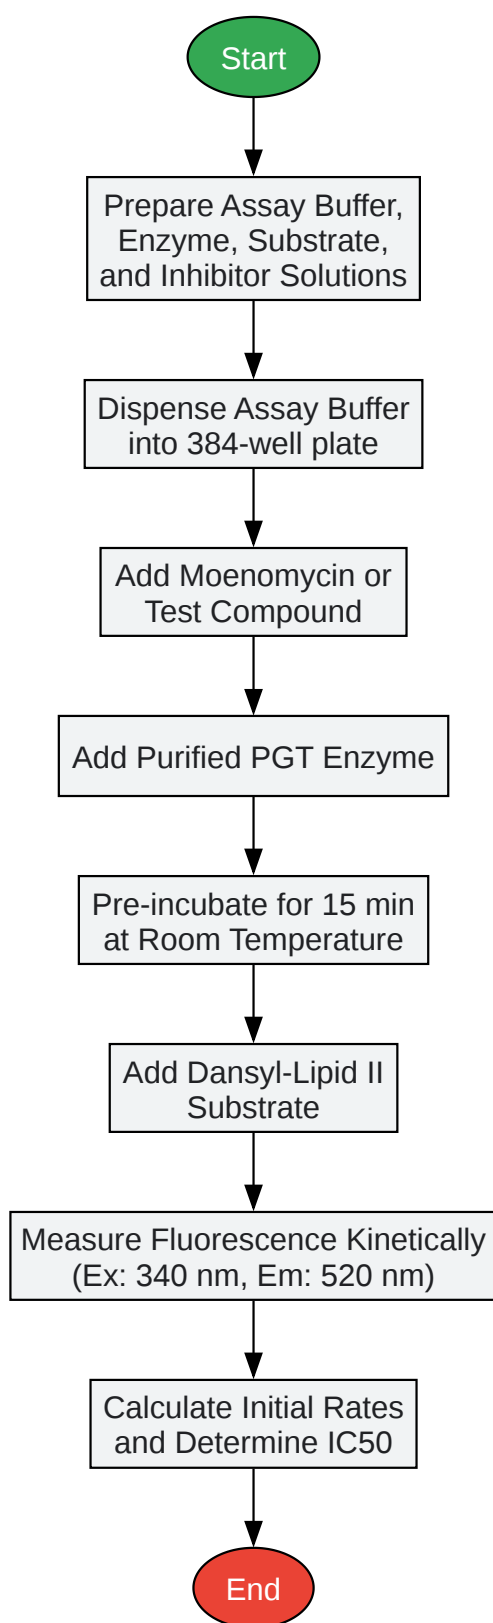 Start
Prepare Assay Buffer,
Enzyme, Substrate,
and Inhibitor Solutions
Dispense Assay Buffer
into 384-well plate
Add Moenomycin or
Test Compound
Add Purified PGT Enzyme
Pre-incubate for 15 min
at Room Temperature
Add Dansyl-Lipid II
Substrate
Measure Fluorescence Kinetically
(Ex: 340 nm, Em: 520 nm)
Calculate Initial Rates
and Determine IC50
End